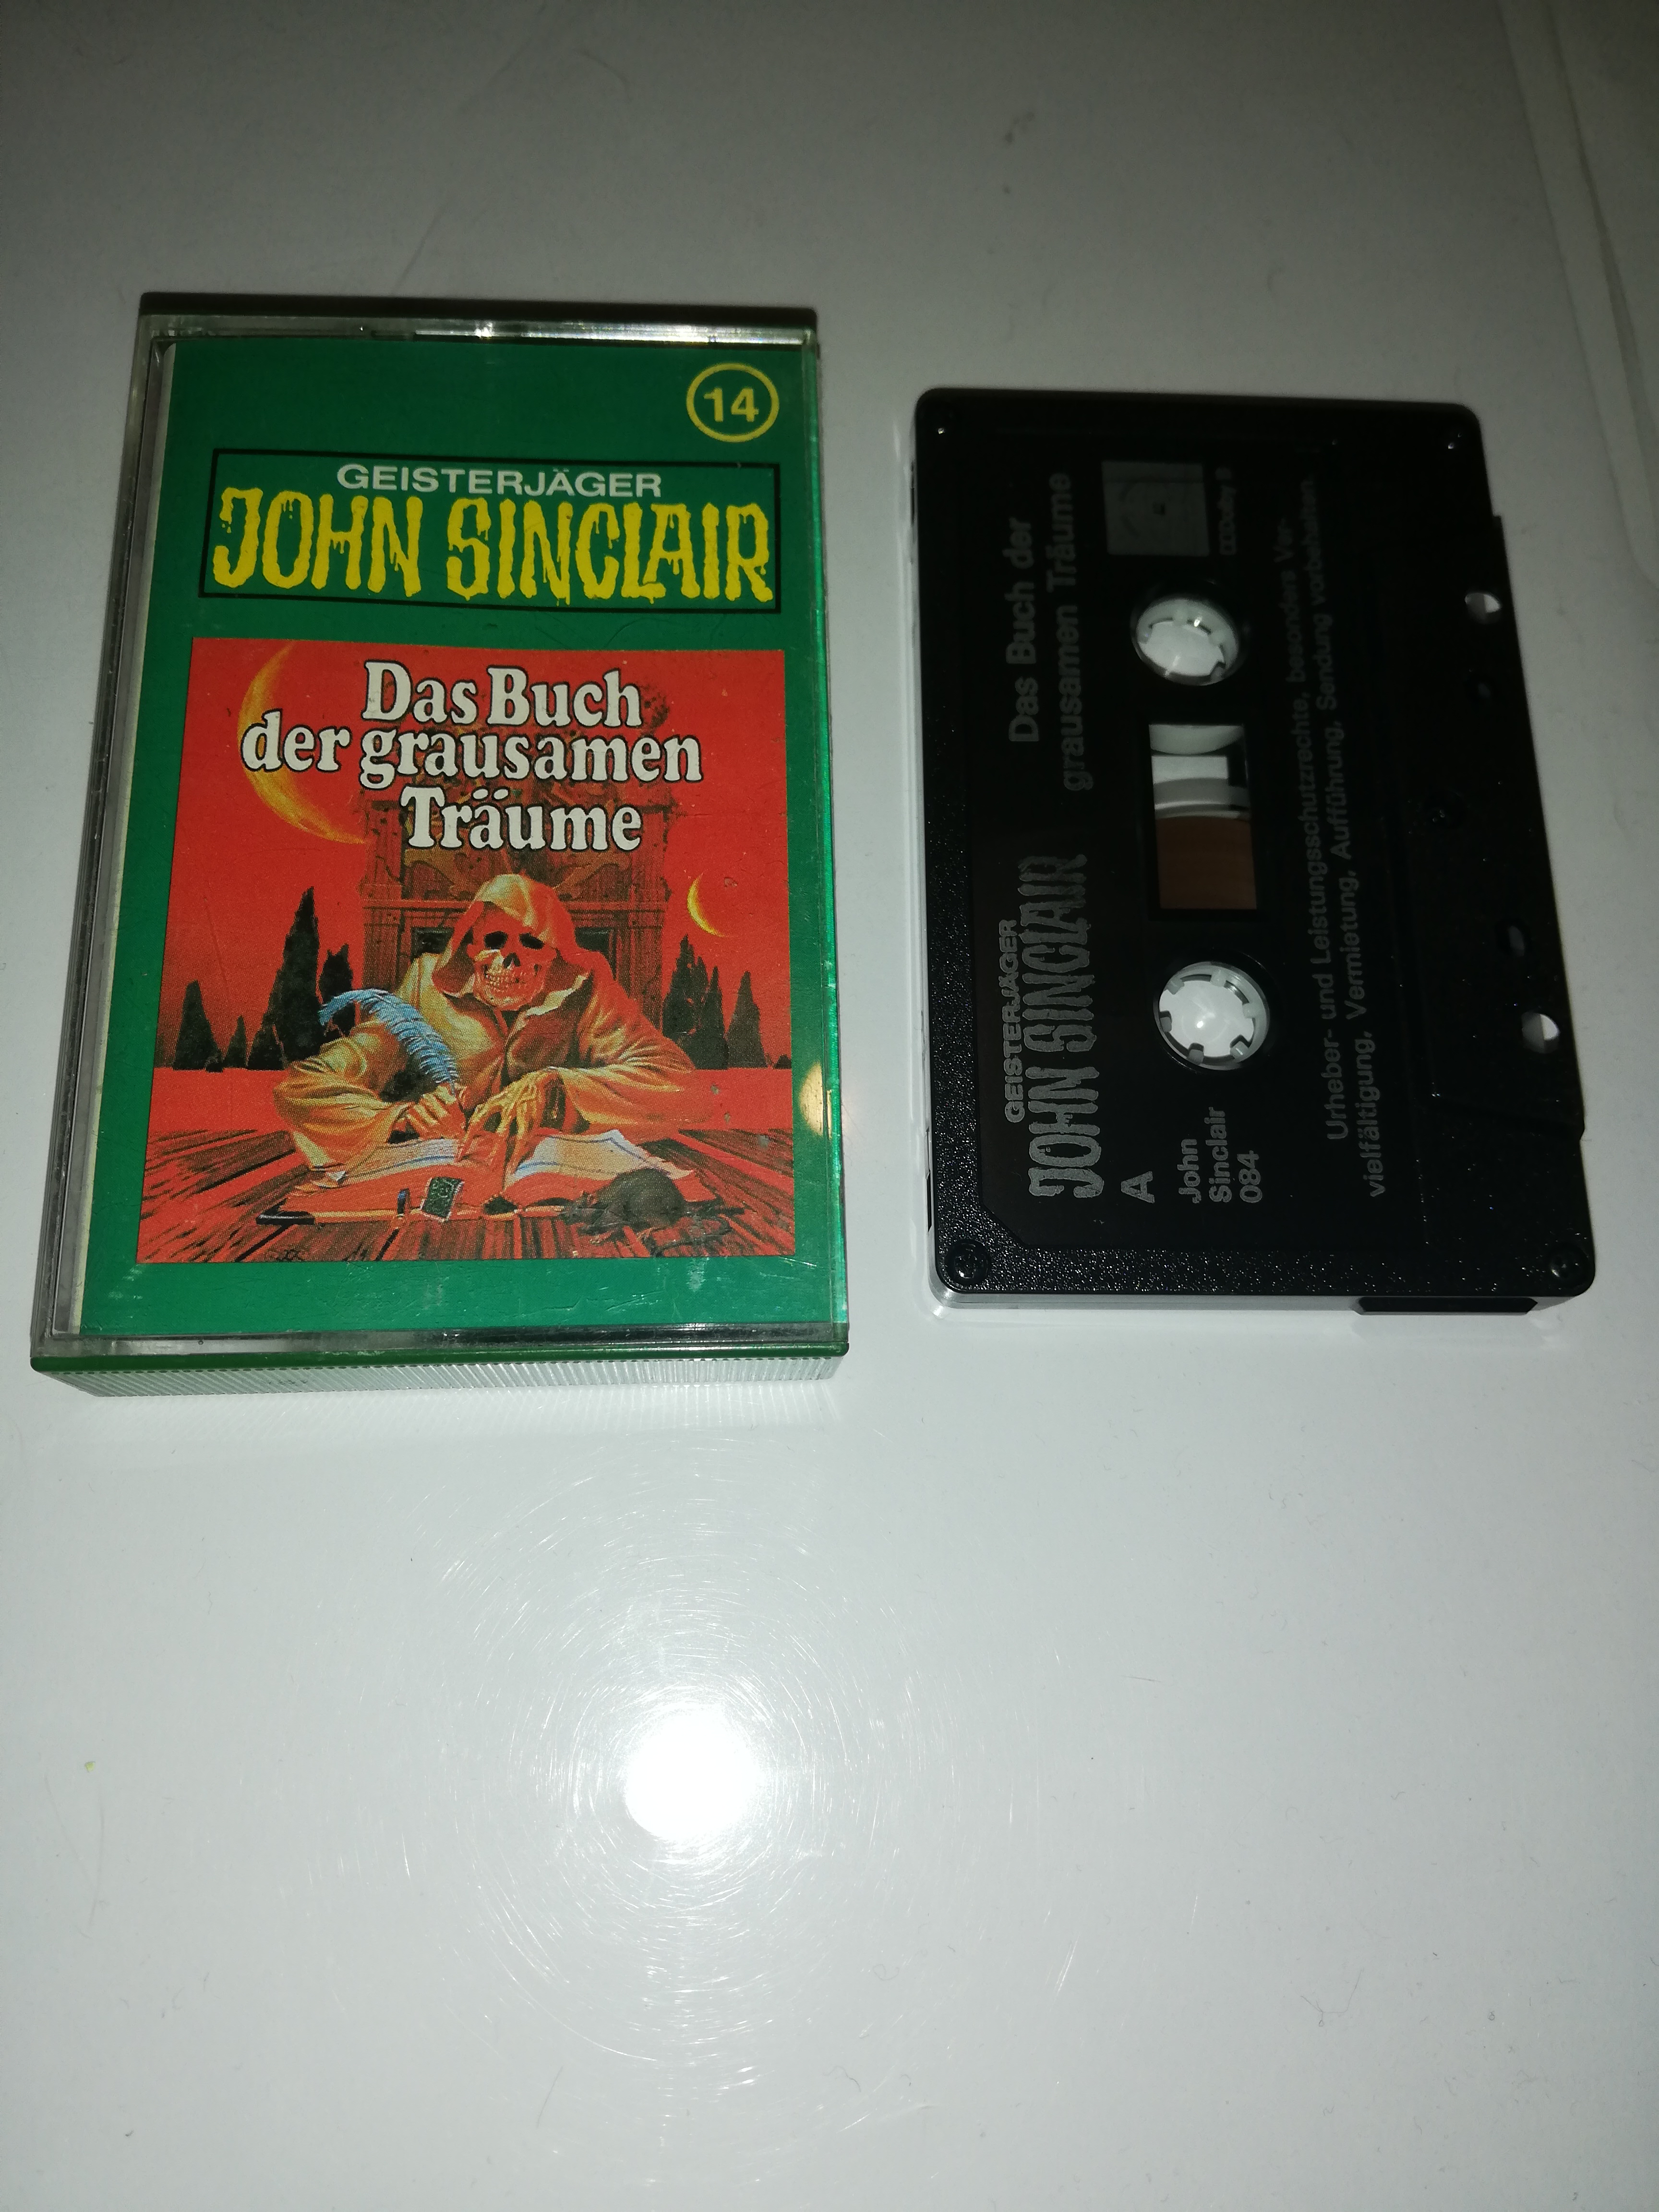 14
GEISTERJÄGER
JOHN SINCLAIR
Das Buch
der grausamen
Träume
GEISTERJÄGER
JOHN SINCLAIR
Das Buch der
grausamen Träume
A
John
Sinclair
084
Dolby B
Urheber- und Leistungsschutzrechte, besonders Ver-
vielfältigung, Vermietung, Aufführung, Sendung vorbehalten.